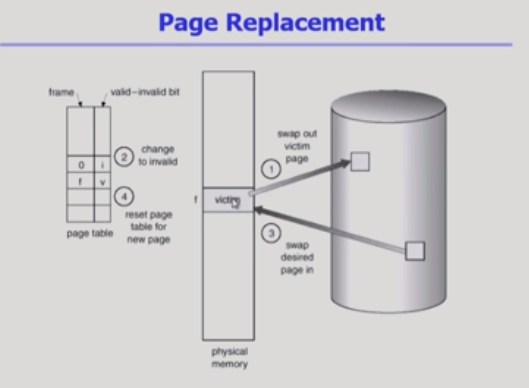 Page Replacement
frame
valid–invalid bit
0 i
f v
2
change
to invalid
4
reset page
table for
new page
page table
f
victim
physical
memory
swap out
victim
page
1
3
swap
desired
page in